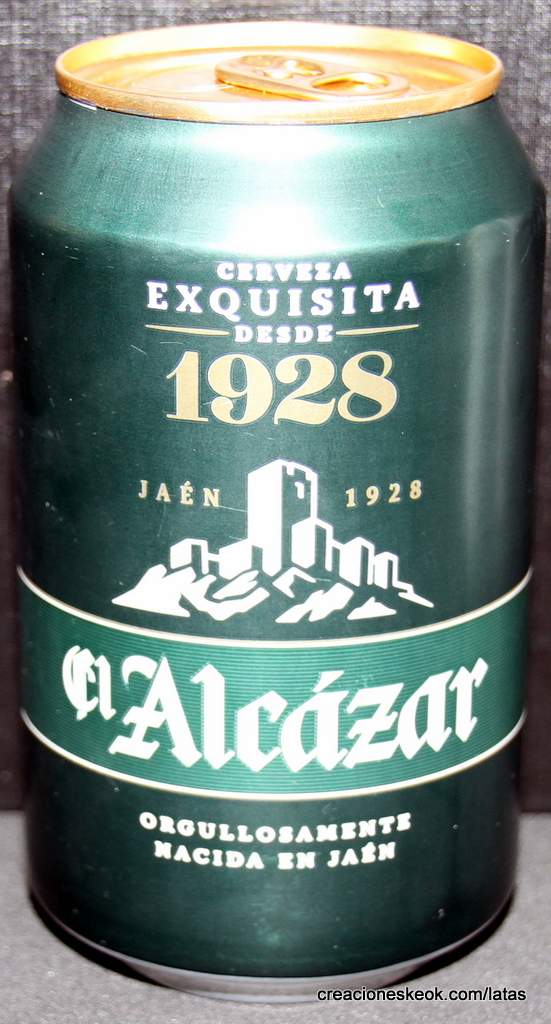 CERVEZA
EXQUISITA
DESDE
1928
JAÉN 1928
El Alcázar
ORGULLOSAMENTE
NACIDA EN JAÉN
creacioneskeok.com/latas